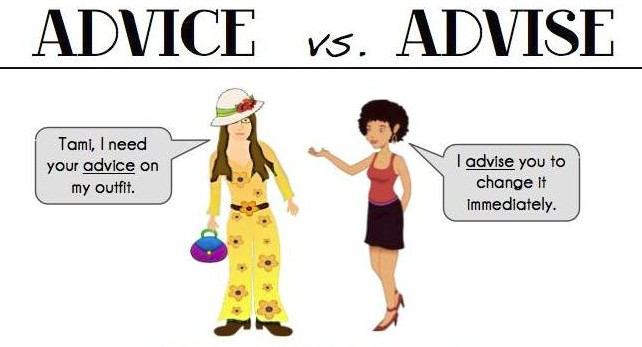 ADVICE vs. ADVISE
Tami, I need
your advice on
my outfit.
I advise you to
change it
immediately.